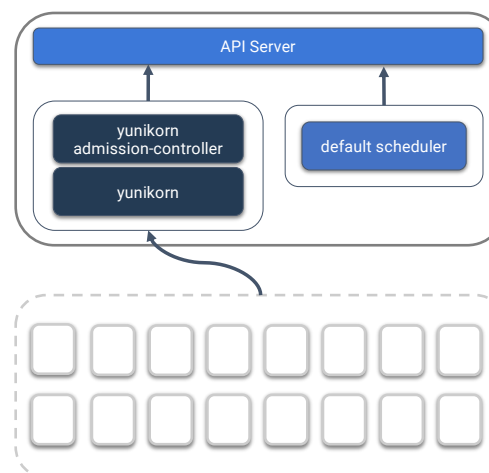 API Server
yunikorn
admission-controller
default scheduler
yunikorn